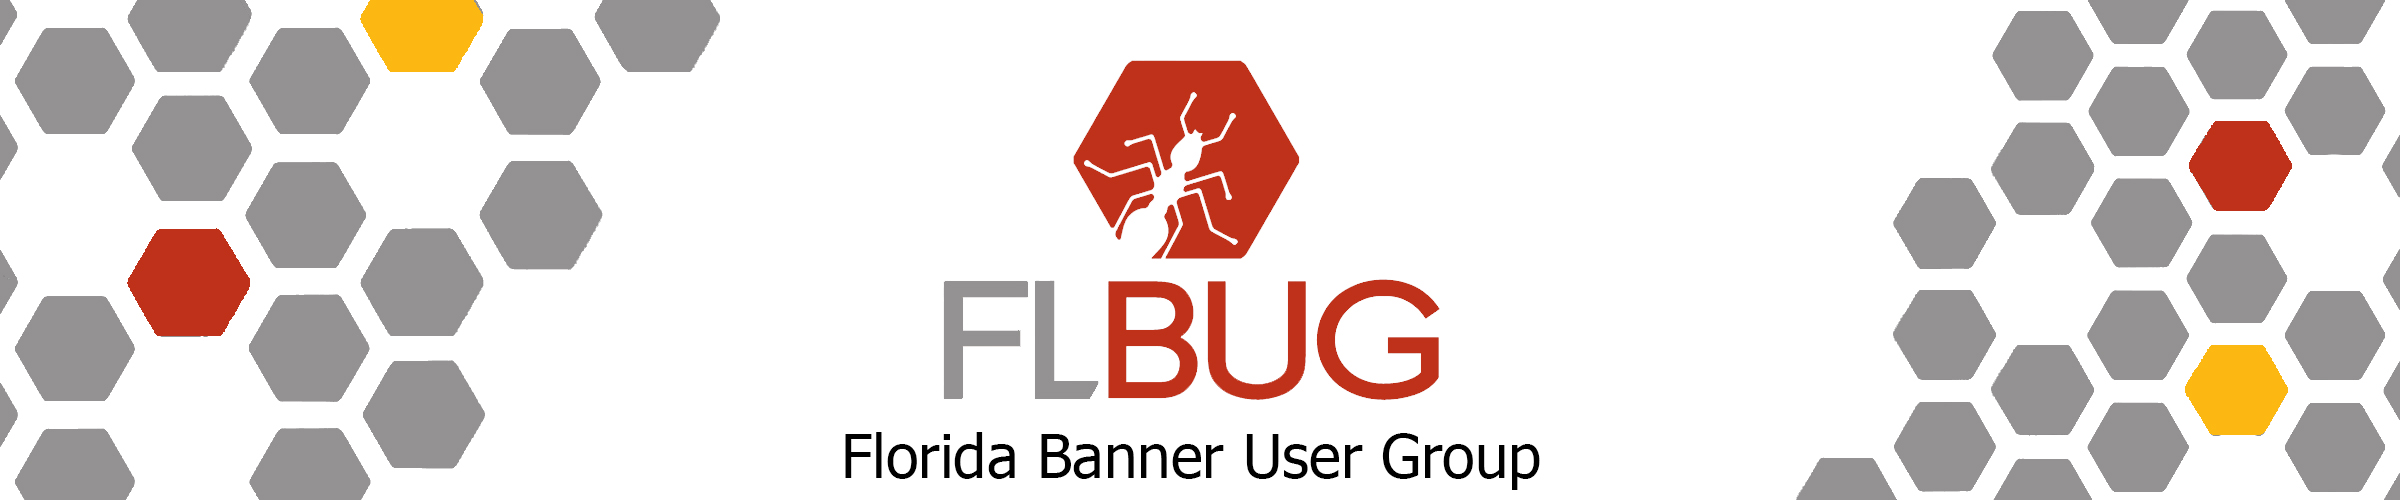 FLBUG
Florida Banner User Group